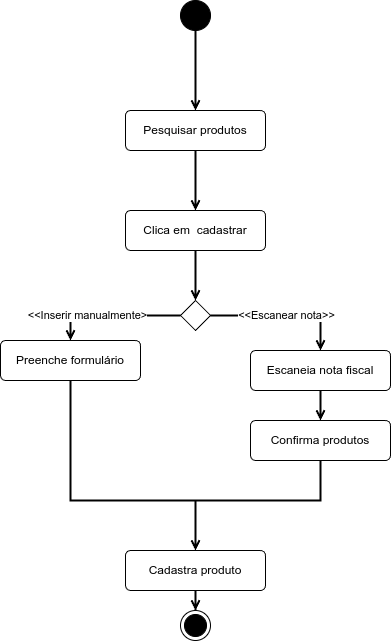 Pesquisar produtos
Clica em  cadastrar
<<Inserir manualmente>
<<Escanear nota>>
Preenche formulário
Escaneia nota fiscal
Confirma produtos
Cadastra produto